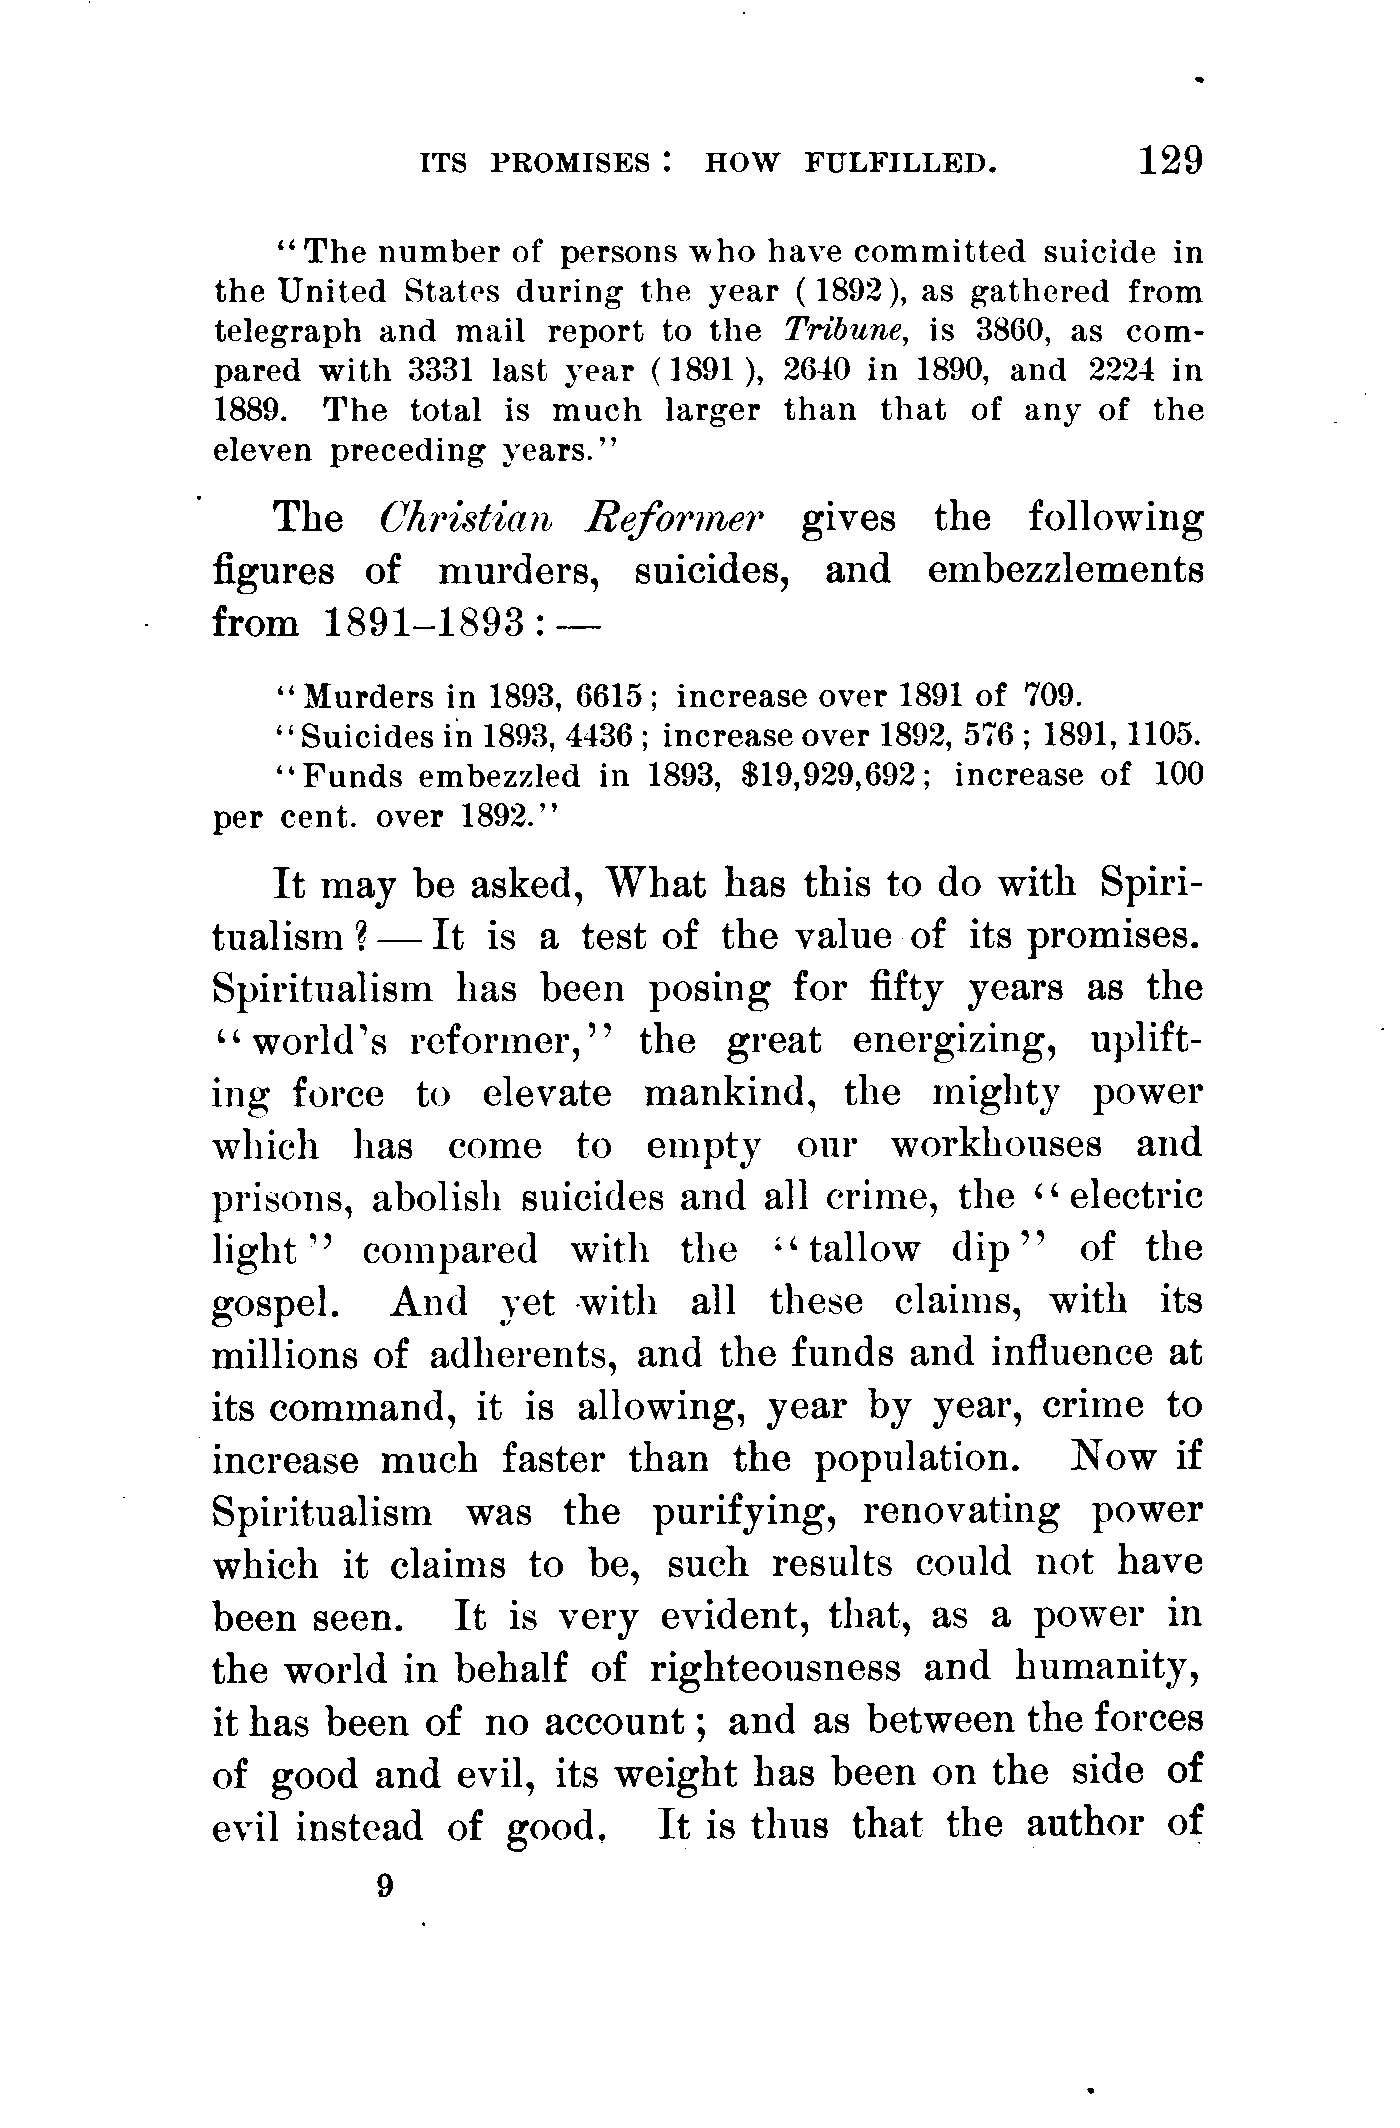 ITS PROMISES: HOW FULFILLED. 129
"The number of persons who have committed suicide in
the United States during the year (1892), as gathered from
telegraph and mail report to the Tribune, is 3860, as com-
pared with 3331 last year (1891), 2640 in 1890, and 2224 in
1889. The total is much larger than that of any of the
eleven preceding years."
The Christian Reformer gives the following
figures of murders, suicides, and embezzlements
from 1891–1893:—
"Murders in 1893, 6615; increase over 1891 of 709.
"Suicides in 1893, 4436; increase over 1892, 576; 1891, 1105.
"Funds embezzled in 1893, $19,929,692; increase of 100
per cent. over 1892."
It may be asked, What has this to do with Spiri-
tualism?—It is a test of the value of its promises.
Spiritualism has been posing for fifty years as the
"world's reformer," the great energizing, uplift-
ing force to elevate mankind, the mighty power
which has come to empty our workhouses and
prisons, abolish suicides and all crime, the "electric
light" compared with the "tallow dip" of the
gospel. And yet with all these claims, with its
millions of adherents, and the funds and influence at
its command, it is allowing, year by year, crime to
increase much faster than the population. Now if
Spiritualism was the purifying, renovating power
which it claims to be, such results could not have
been seen. It is very evident, that, as a power in
the world in behalf of righteousness and humanity,
it has been of no account; and as between the forces
of good and evil, its weight has been on the side of
evil instead of good. It is thus that the author of
9